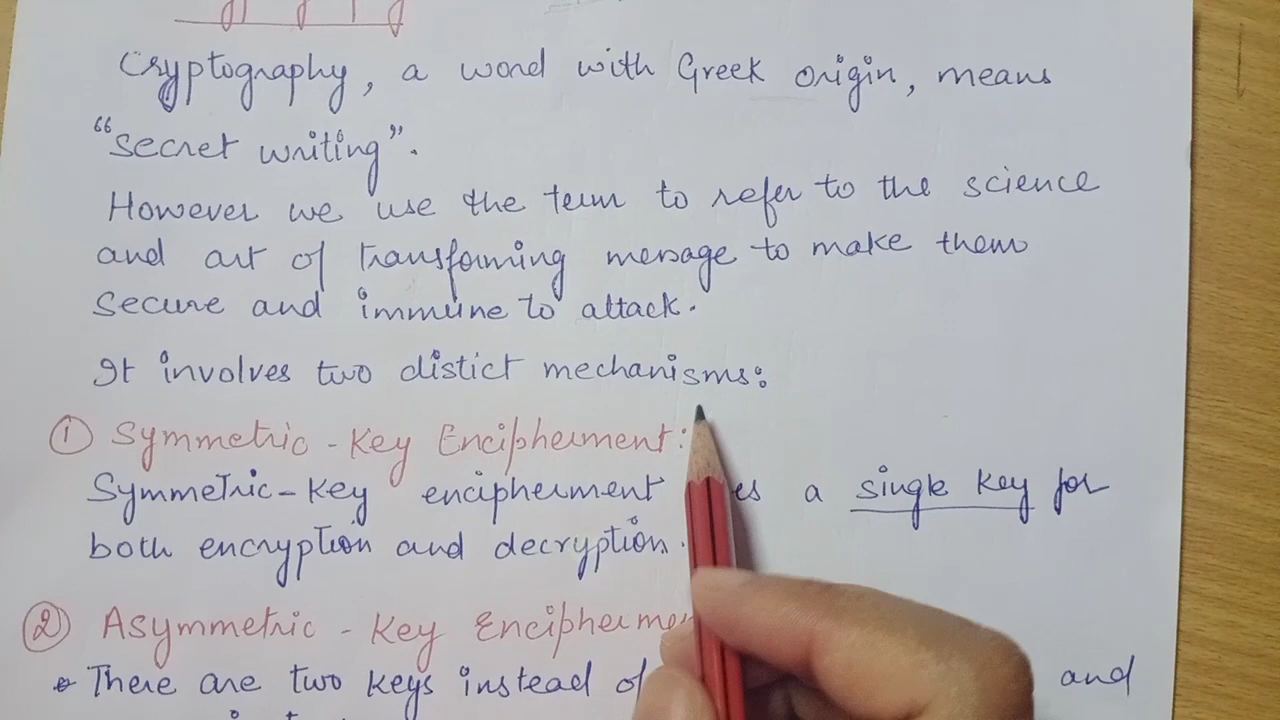 Cryptography, a word with Greek origin, means
"secret writing".
However we use the term to refer to the science
and art of transforming message to make them
secure and immune to attack.
It involves two distict mechanisms:
① Symmetric-Key Encipherment:
Symmetric-Key encipherment a single key for
both encryption and decryption.
② Asymmetric-Key
* There are two keys instead of and